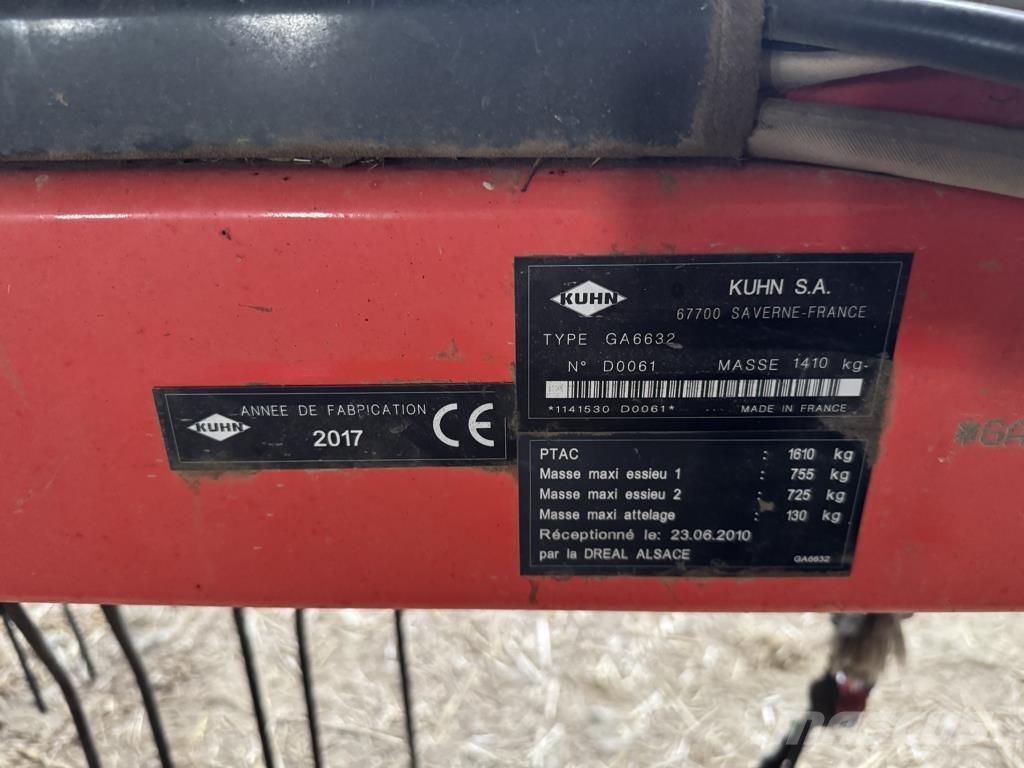 KUHN
KUHN S.A.
67700 SAVERNE-FRANCE
TYPE GA6632
N° D0061 MASSE 1410 kg
*1141530 D0061* MADE IN FRANCE
KUHN
ANNEE DE FABRICATION
2017
CE
PTAC : 1610 kg
Masse maxi essieu 1 : 755 kg
Masse maxi essieu 2 : 725 kg
Masse maxi attelage : 130 kg
Réceptionné le: 23.06.2010
par la DREAL ALSACE GA6632
GA